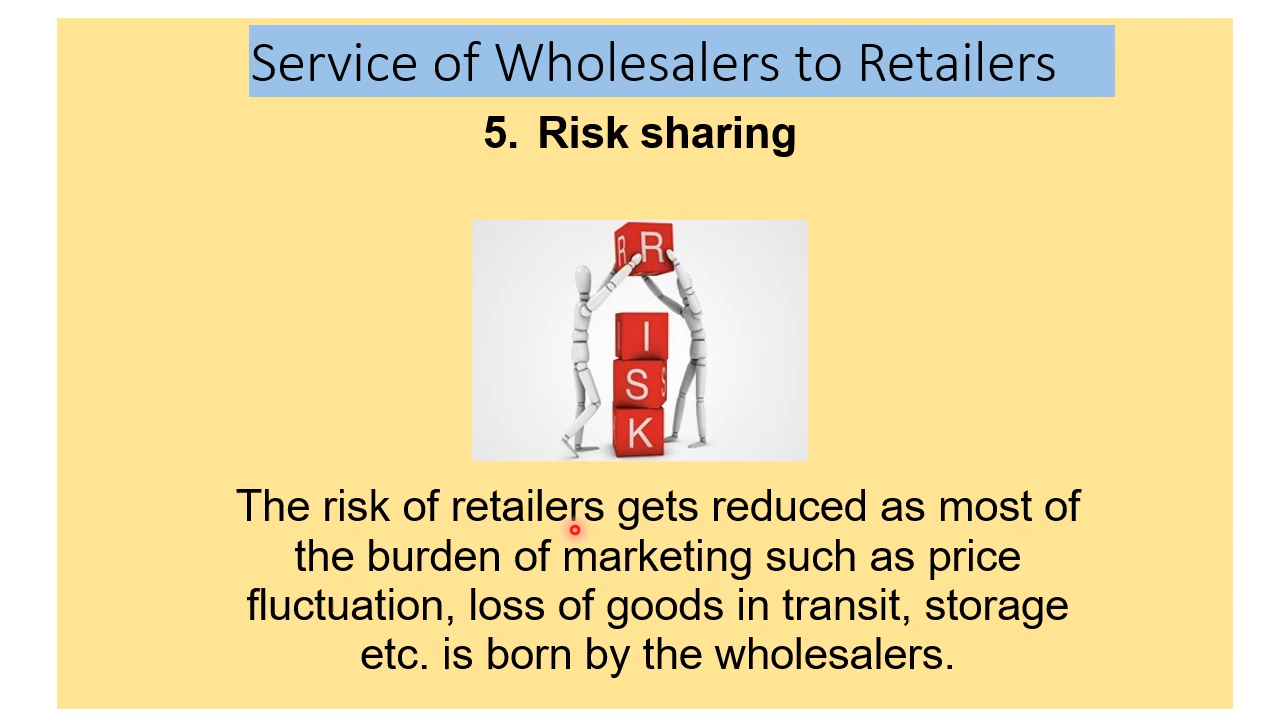 Service of Wholesalers to Retailers
5. Risk sharing
R R
I
S S
K
The risk of retailers gets reduced as most of
the burden of marketing such as price
fluctuation, loss of goods in transit, storage
etc. is born by the wholesalers.